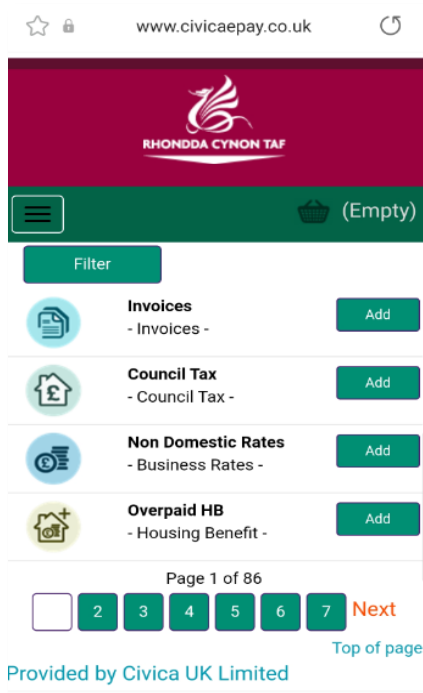 www.civicaepay.co.uk
RHONDDA CYNON TAF
(Empty)
Filter
Invoices
- Invoices -
Add
Council Tax
- Council Tax -
Add
Non Domestic Rates
- Business Rates -
Add
Overpaid HB
- Housing Benefit -
Add
Page 1 of 86
2 3 4 5 6 7 Next
Top of page
Provided by Civica UK Limited